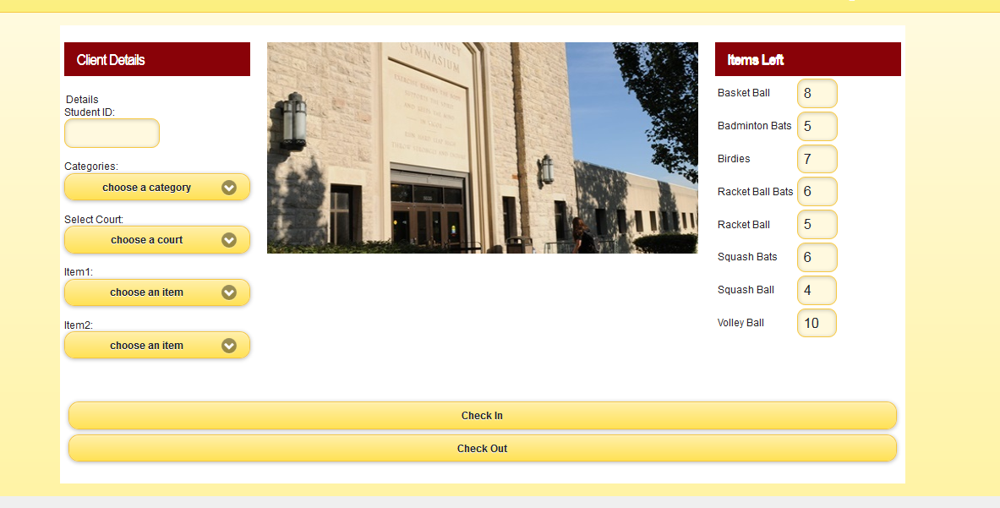 Client Details
Details
Student ID:
Categories:
choose a category
Select Court:
choose a court
Item1:
choose an item
Item2:
choose an item
GYMNASIUM
Items Left
Basket Ball 8
Badminton Bats 5
Birdies 7
Racket Ball Bats 6
Racket Ball 5
Squash Bats 6
Squash Ball 4
Volley Ball 10
Check In
Check Out